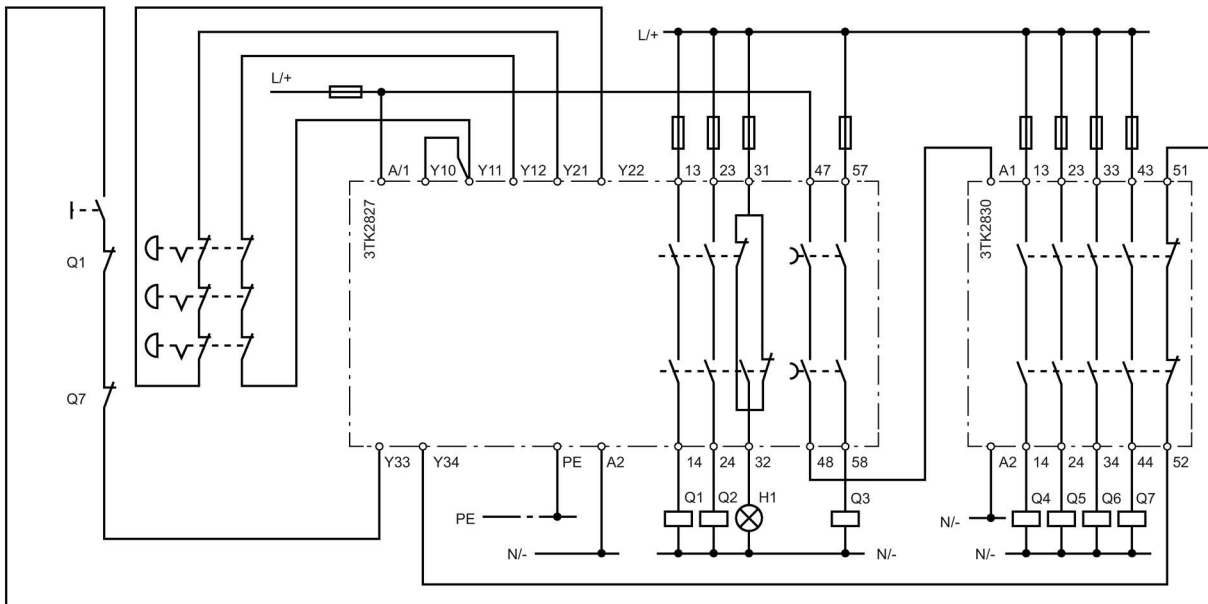 L/+
L/+
A/1 Y10 Y11 Y12 Y21 Y22 13 23 31 47 57 A1 13 23 33 43 51
3TK2827
3TK2830
Q1
Q7
Y33 Y34 PE A2 14 24 32 48 58 A2 14 24 34 44 52
Q1 Q2 H1 Q3 Q4 Q5 Q6 Q7
PE
N/-
N/-
N/-
N/-